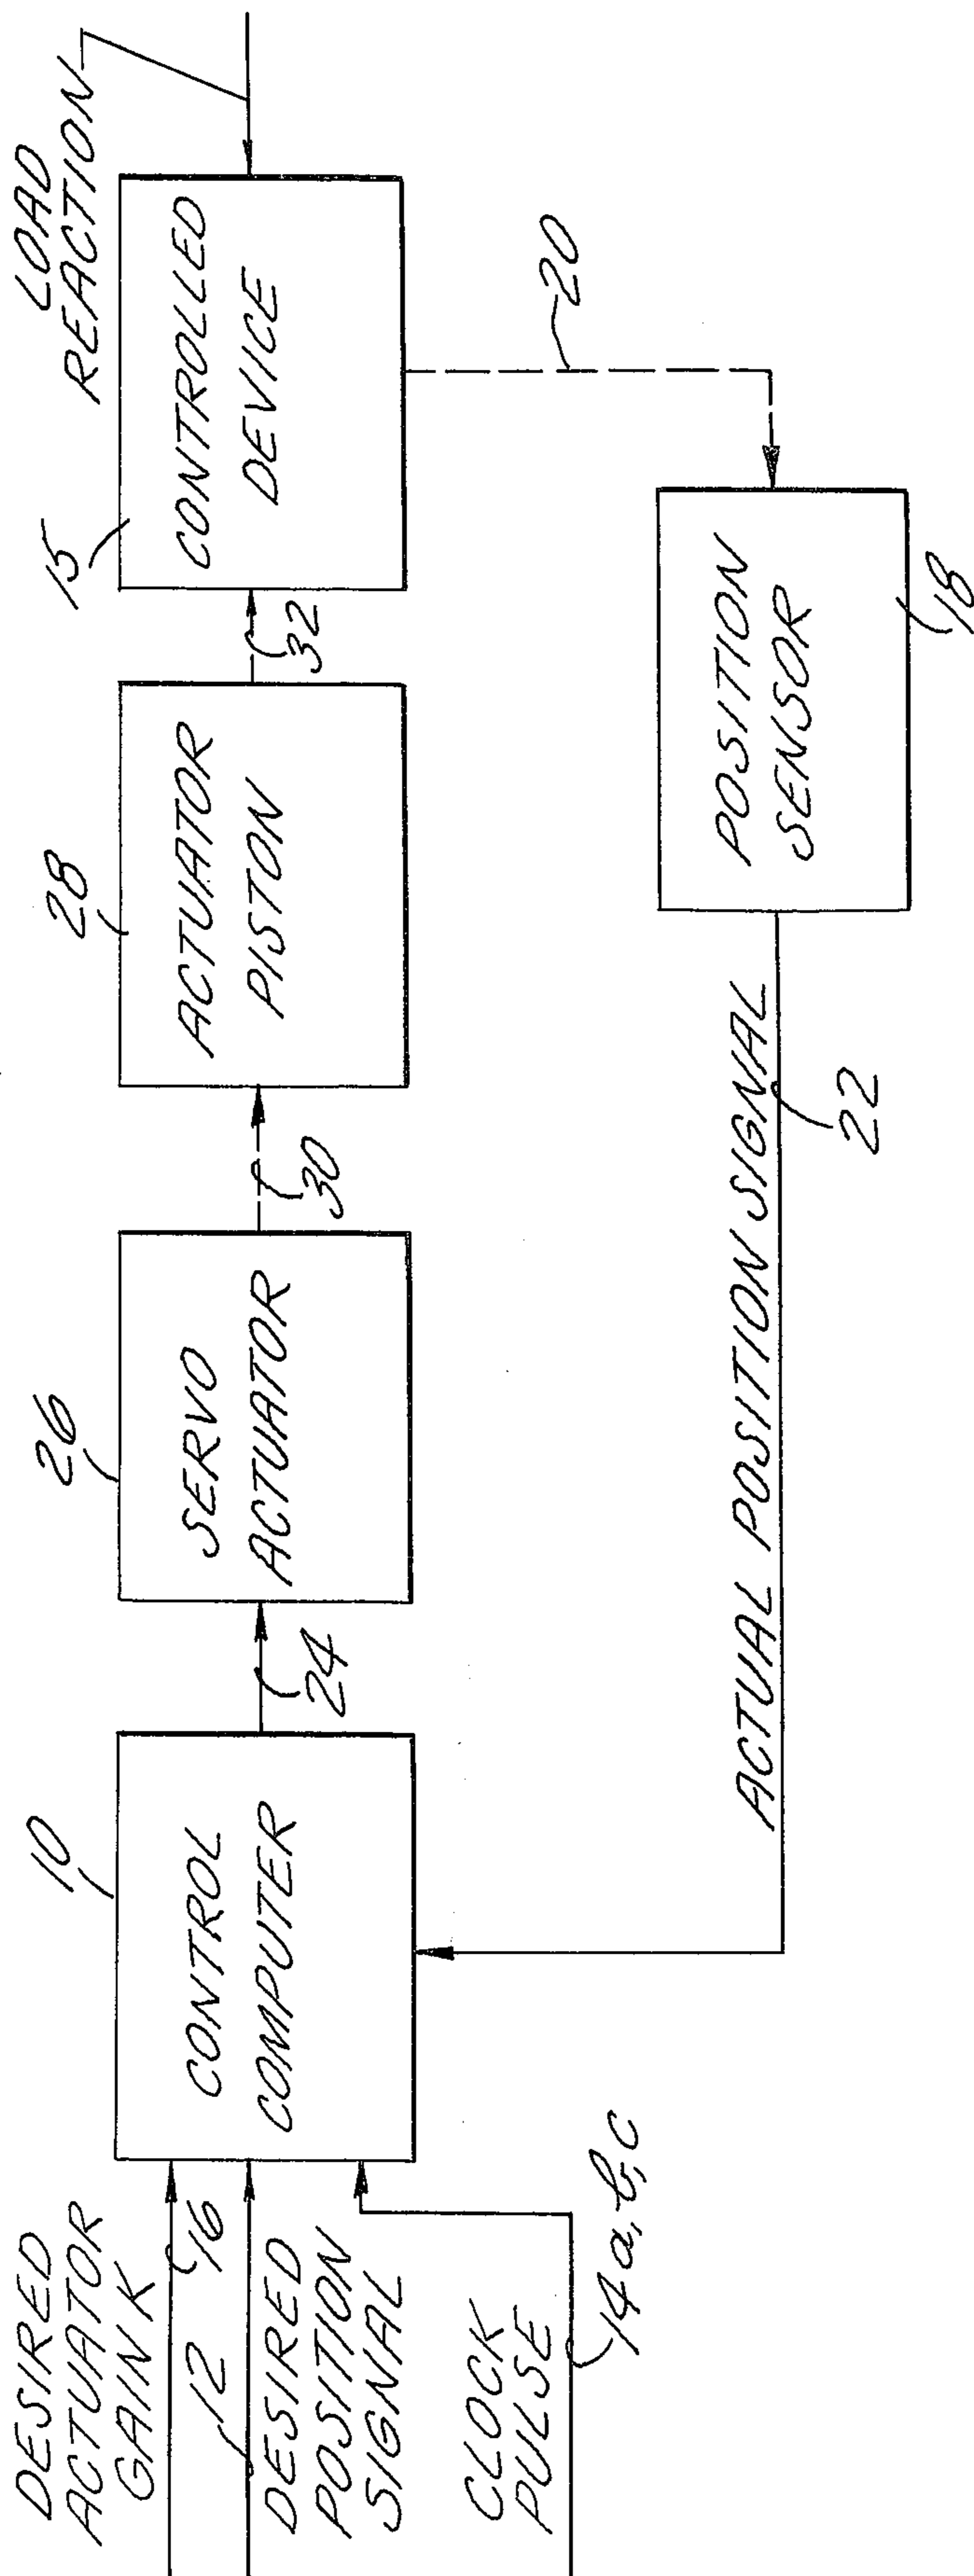 DESIRED
ACTUATOR
GAIN K
16
12
DESIRED
POSITION
SIGNAL
CLOCK
PULSE
14a,b,c
10
CONTROL
COMPUTER
24
26
SERVO
ACTUATOR
30
28
ACTUATOR
PISTON
32
15
CONTROLLED
DEVICE
LOAD
REACTION
20
POSITION
SENSOR
18
ACTUAL POSITION SIGNAL
22